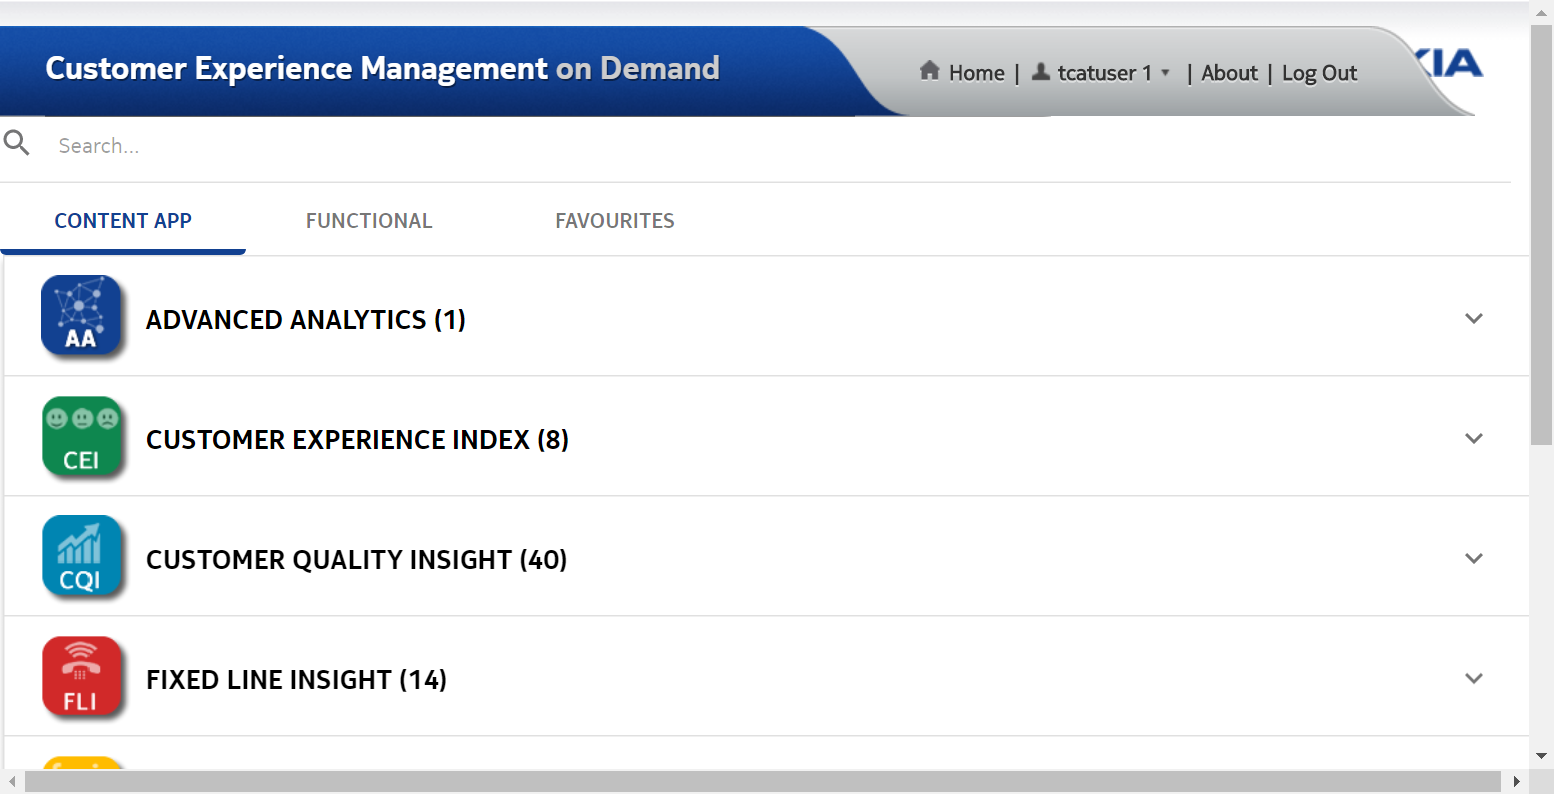 Customer Experience Management on Demand
Home | tcatuser 1 | About | Log Out
Search...
CONTENT APP FUNCTIONAL FAVOURITES
AA
ADVANCED ANALYTICS (1)
CEI
CUSTOMER EXPERIENCE INDEX (8)
CQI
CUSTOMER QUALITY INSIGHT (40)
FLI
FIXED LINE INSIGHT (14)